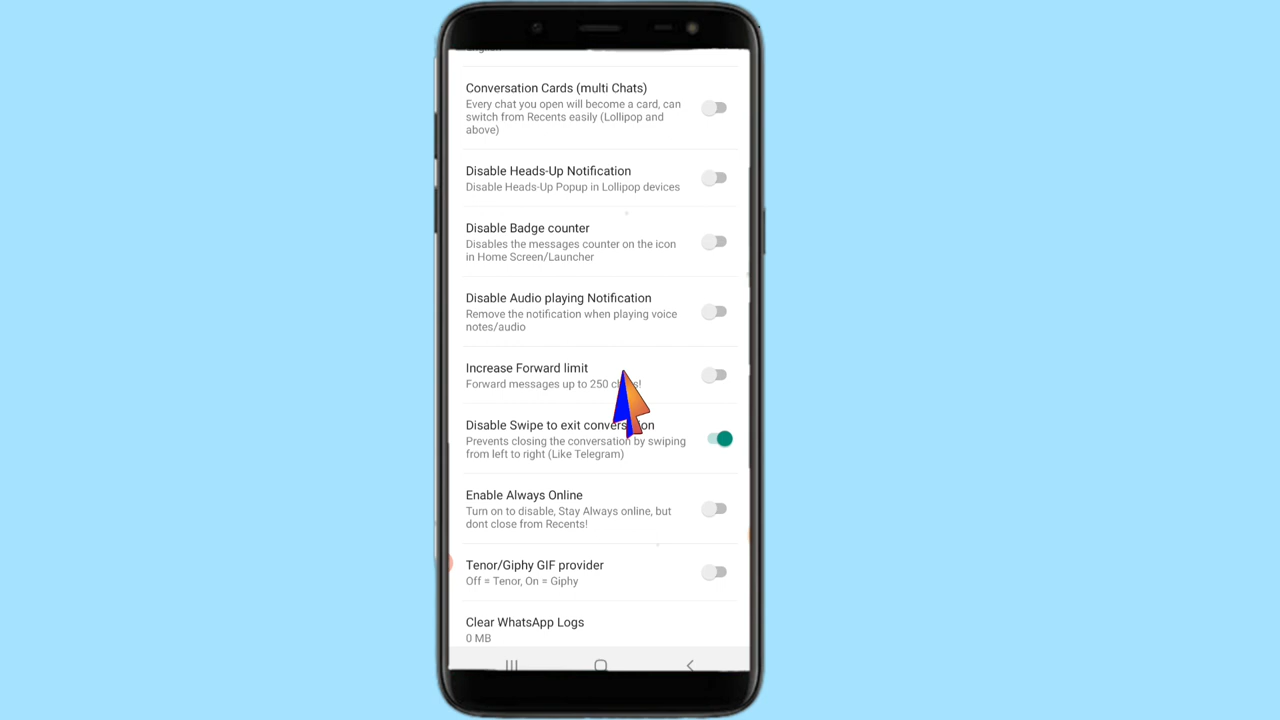 Conversation Cards (multi Chats)
Every chat you open will become a card, can
switch from Recents easily (Lollipop and
above)
Disable Heads-Up Notification
Disable Heads-Up Popup in Lollipop devices
Disable Badge counter
Disables the messages counter on the icon
in Home Screen/Launcher
Disable Audio playing Notification
Remove the notification when playing voice
notes/audio
Increase Forward limit
Forward messages up to 250
Disable Swipe to exit conversation
Prevents closing the conversation by swiping
from left to right (Like Telegram)
Enable Always Online
Turn on to disable, Stay Always online, but
dont close from Recents!
Tenor/Giphy GIF provider
Off = Tenor, On = Giphy
Clear WhatsApp Logs
0 MB